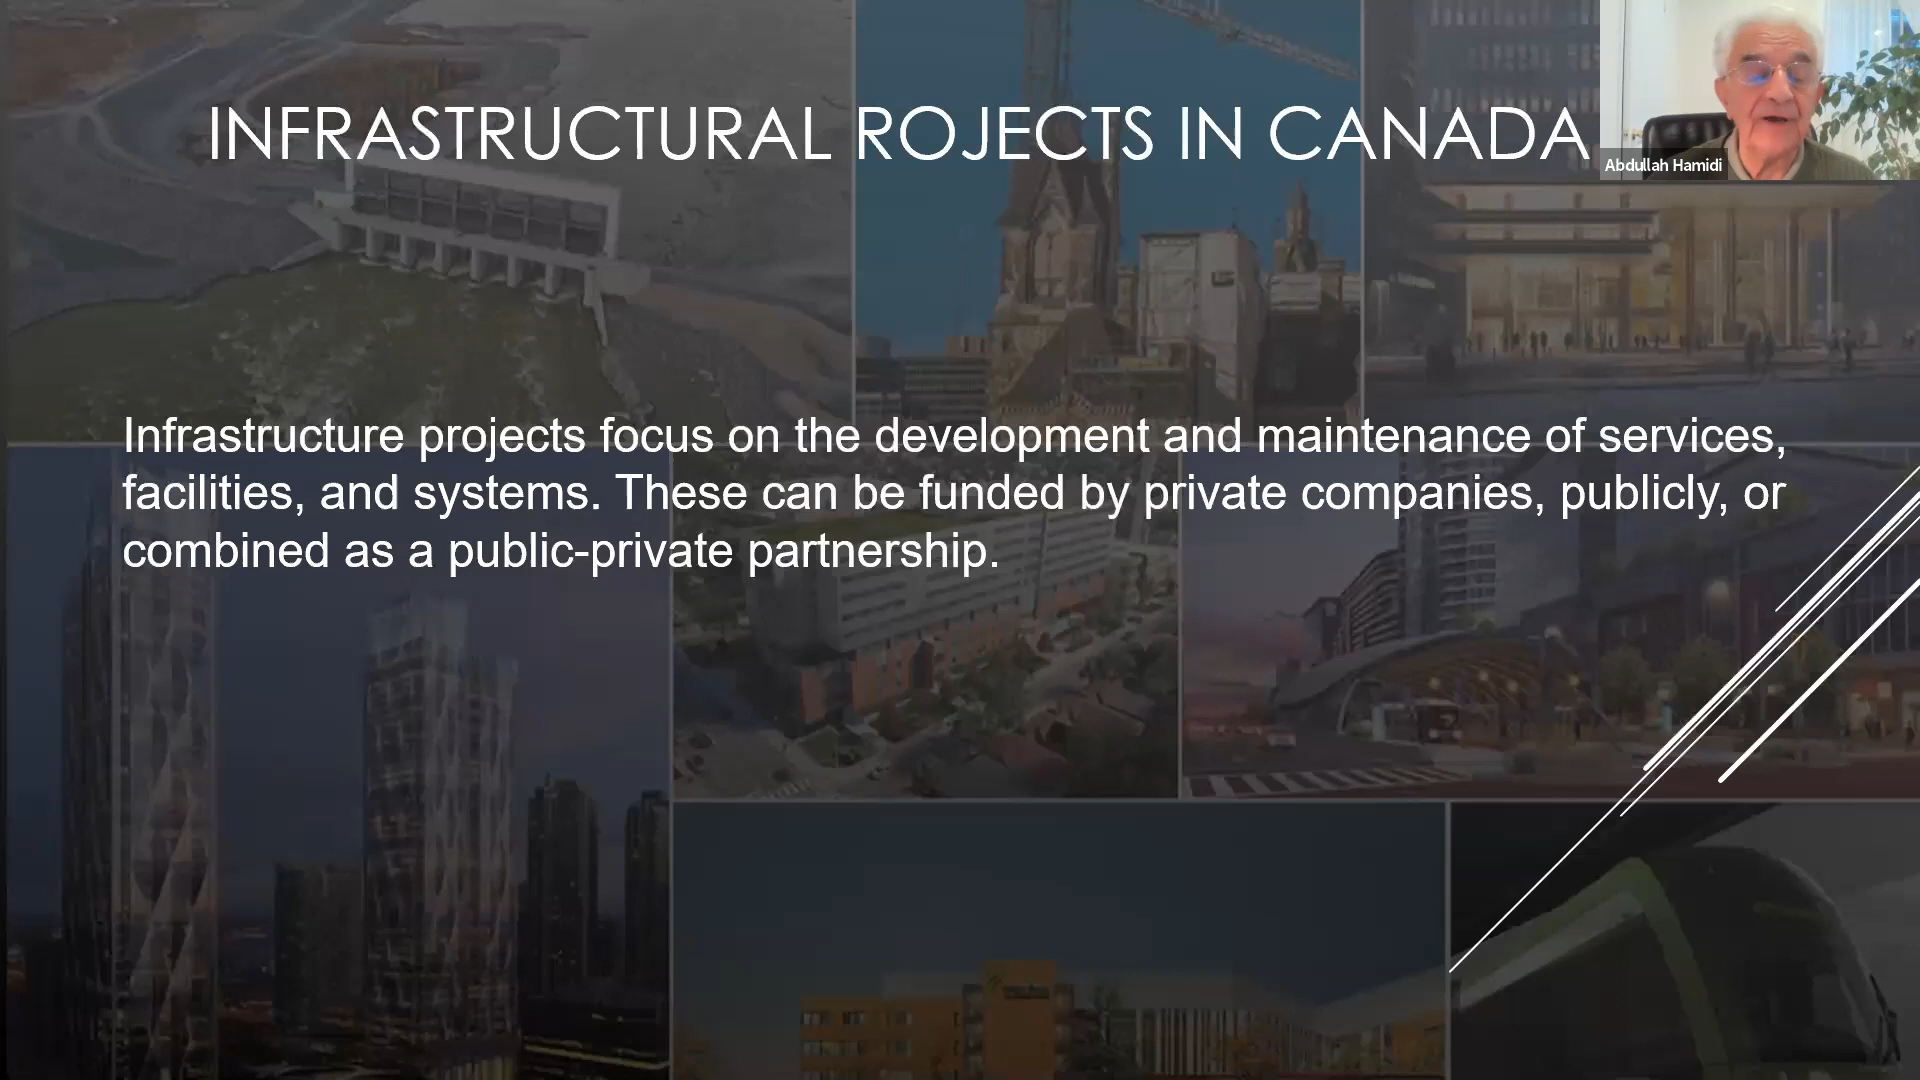 INFRASTRUCTURAL ROJECTS IN CANADA
Abdullah Hamidi
Infrastructure projects focus on the development and maintenance of services,
facilities, and systems. These can be funded by private companies, publicly, or
combined as a public-private partnership.